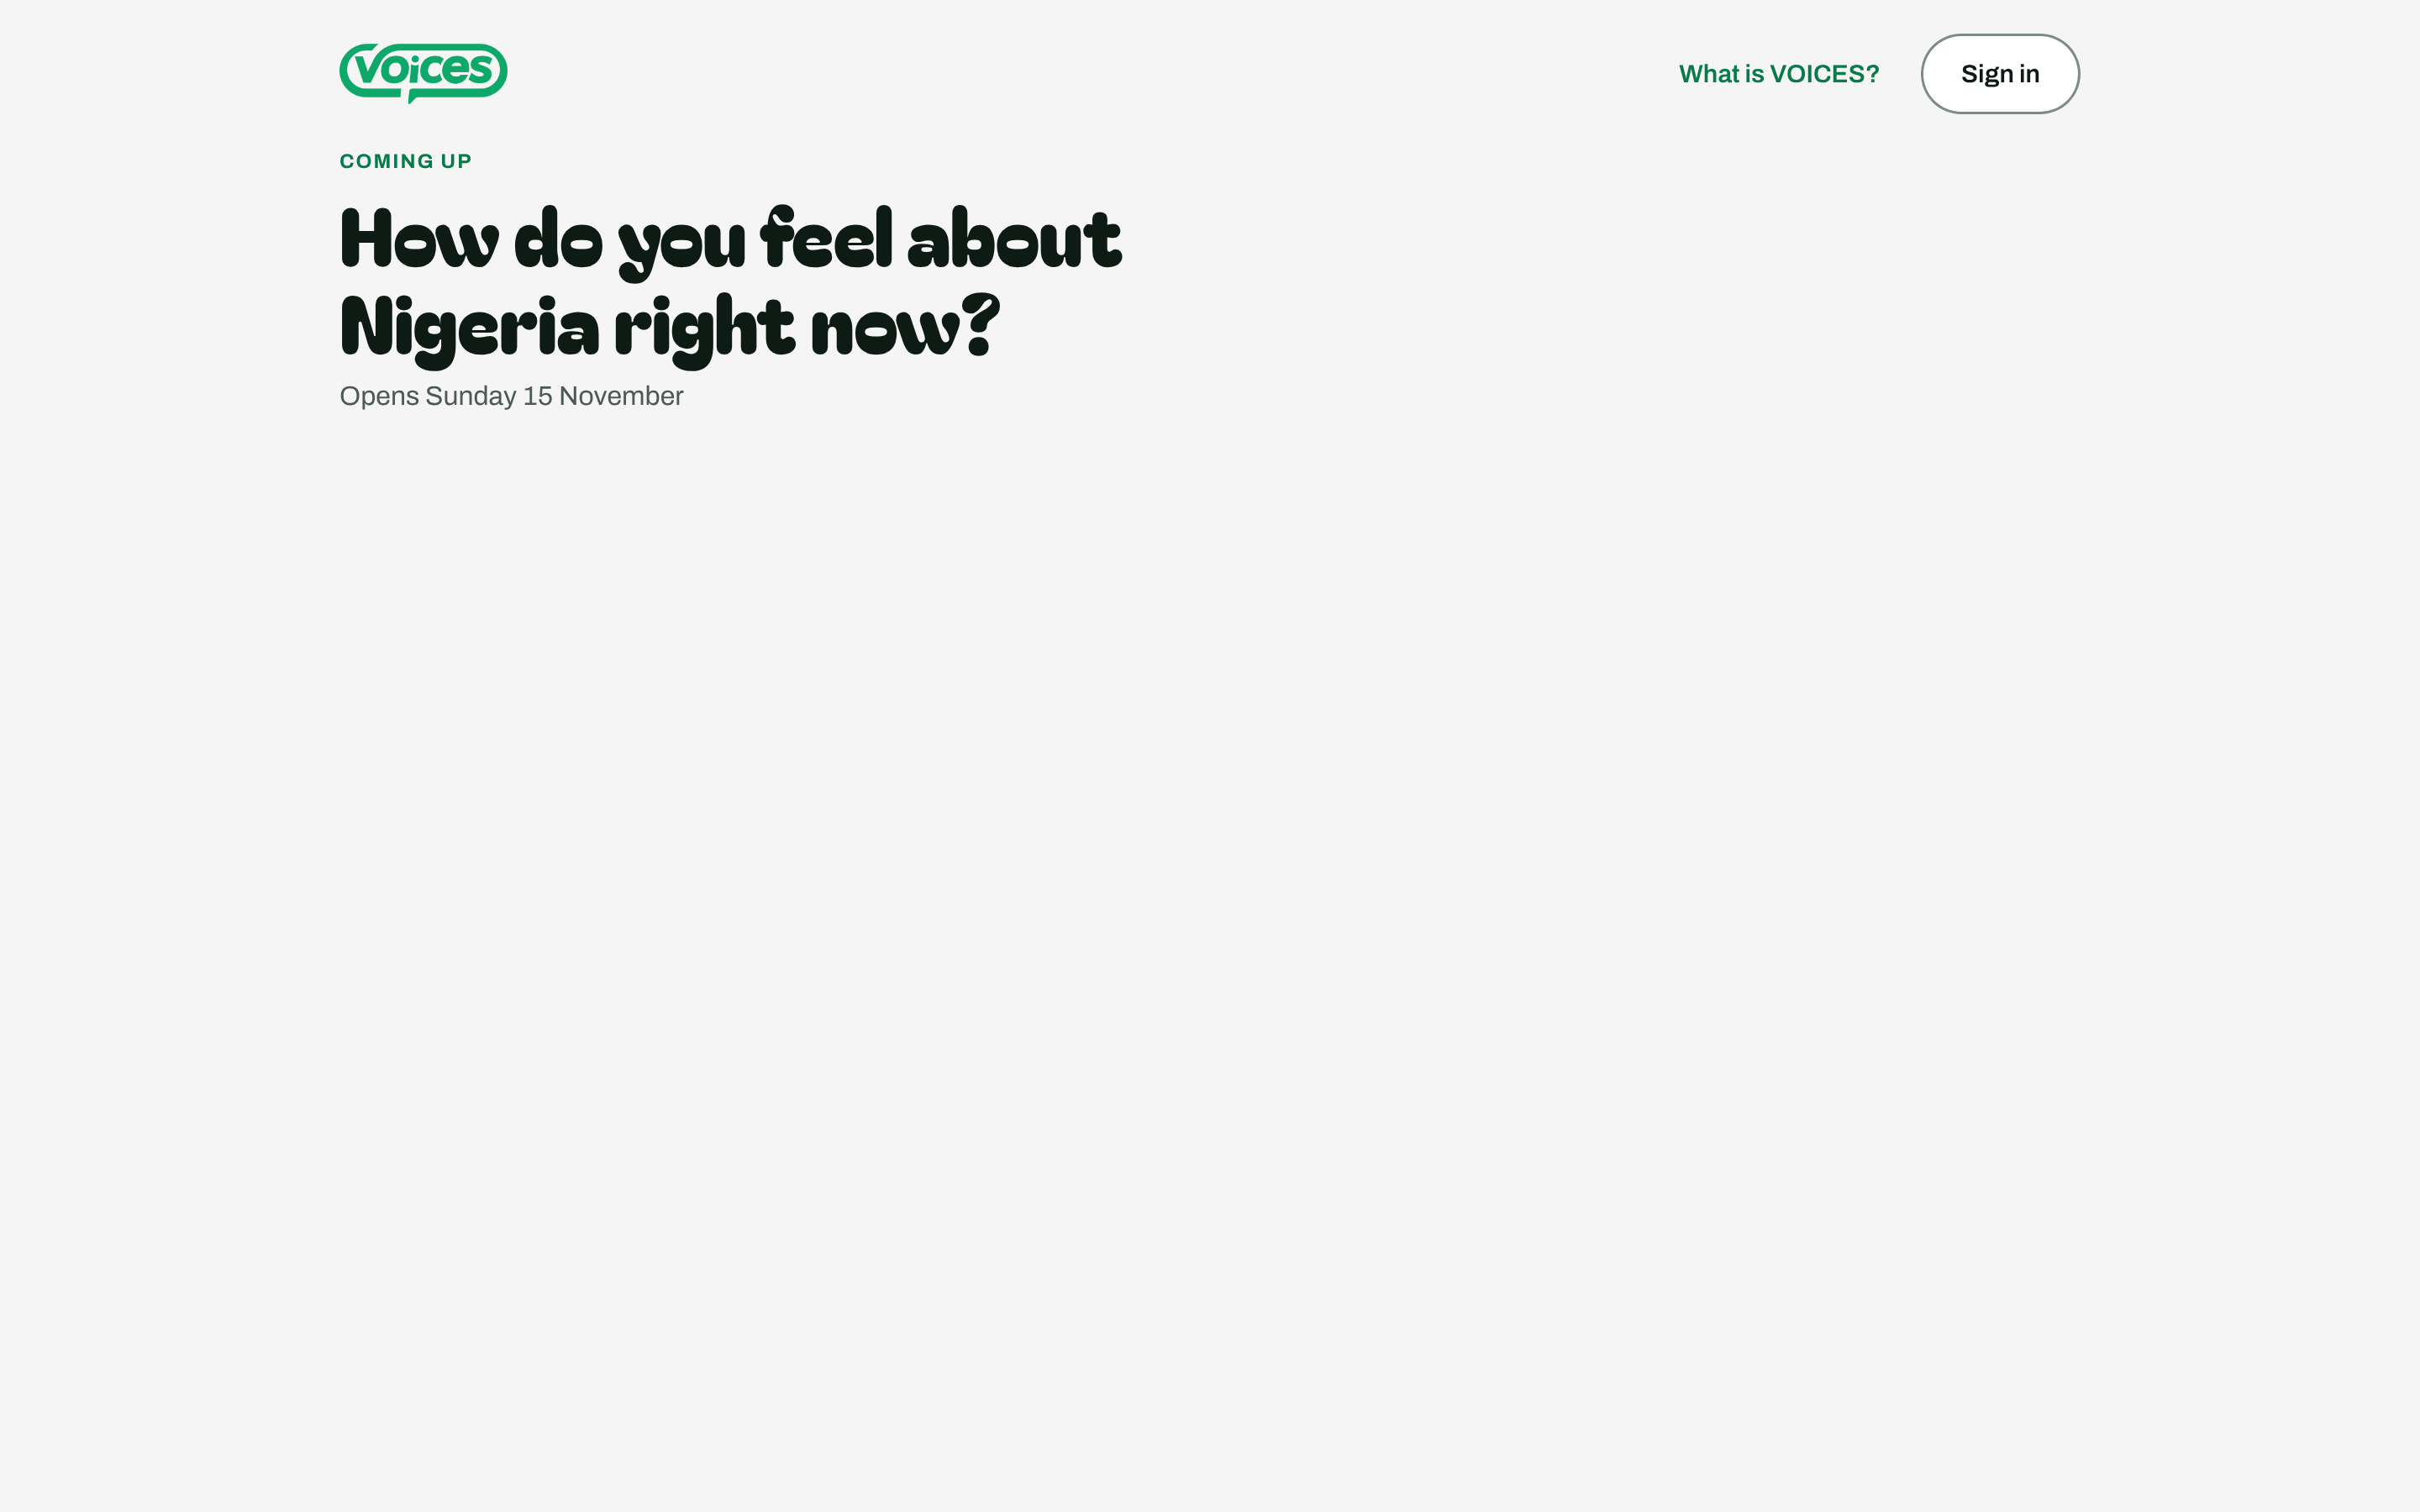 voices
What is VOICES?
Sign in
COMING UP
How do you feel about
Nigeria right now?
Opens Sunday 15 November